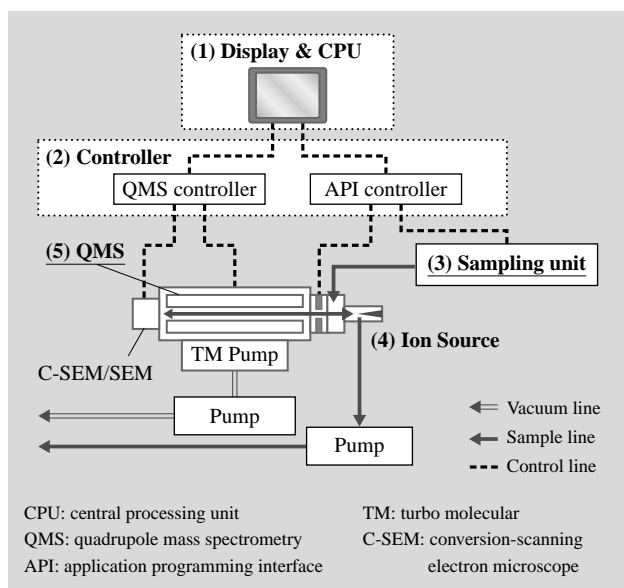 (1) Display & CPU
(2) Controller
QMS controller
API controller
(5) QMS
(3) Sampling unit
(4) Ion Source
C-SEM/SEM
TM Pump
Pump
Pump
Vacuum line
Sample line
Control line
CPU: central processing unit
QMS: quadrupole mass spectrometry
API: application programming interface
TM: turbo molecular
C-SEM: conversion-scanning
electron microscope